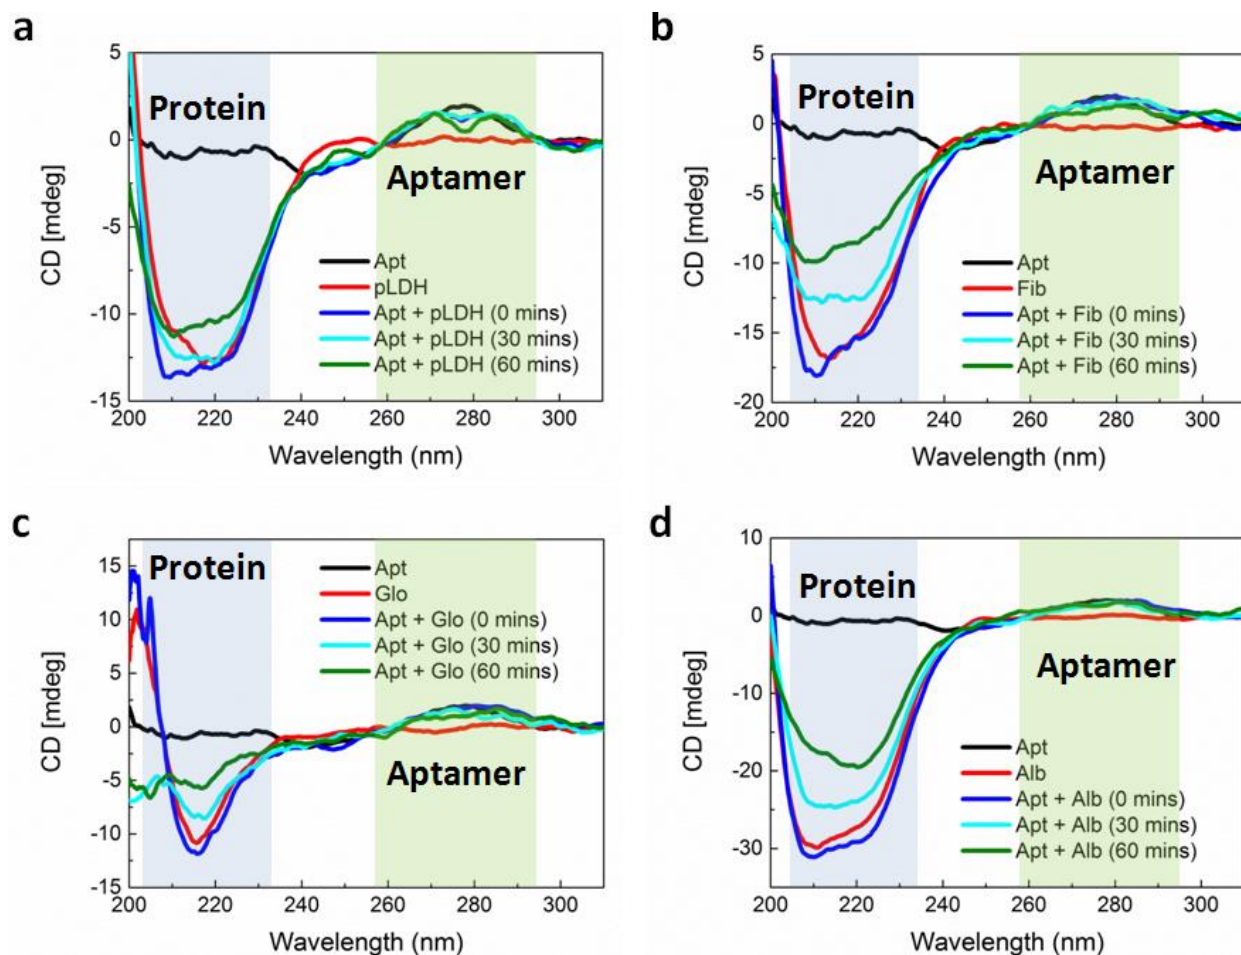 a
5
0
-5
-10
-15
CD [mdeg]
Protein
Aptamer
Apt
pLDH
Apt + pLDH (0 mins)
Apt + pLDH (30 mins)
Apt + pLDH (60 mins)
200 220 240 260 280 300
Wavelength (nm)
b
5
0
-5
-10
-15
-20
CD [mdeg]
Protein
Aptamer
Apt
Fib
Apt + Fib (0 mins)
Apt + Fib (30 mins)
Apt + Fib (60 mins)
200 220 240 260 280 300
Wavelength (nm)
c
15
10
5
0
-5
-10
-15
CD [mdeg]
Protein
Apt
Glo
Apt + Glo (0 mins)
Apt + Glo (30 mins)
Apt + Glo (60 mins)
Aptamer
200 220 240 260 280 300
Wavelength (nm)
d
10
0
-10
-20
-30
CD [mdeg]
Protein
Aptamer
Apt
Alb
Apt + Alb (0 mins)
Apt + Alb (30 mins)
Apt + Alb (60 mins)
200 220 240 260 280 300
Wavelength (nm)